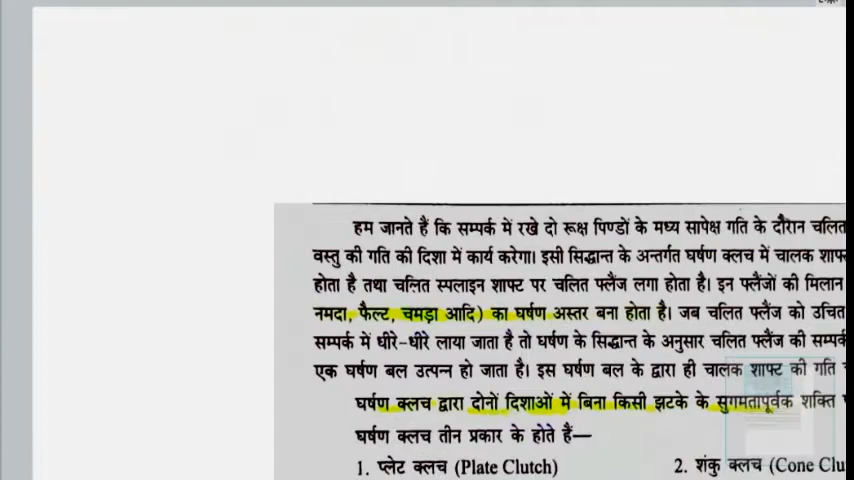 हम जानते हैं कि सम्पर्क में रखे दो रूक्ष पिण्डों के मध्य सापेक्ष गति के दौरान चलित
वस्तु की गति की दिशा में कार्य करेगा। इसी सिद्धान्त के अन्तर्गत घर्षण क्लच में चालक शाफ्
होता है तथा चलित स्पलाइन शाफ्ट पर चलित फ्लैंज लगा होता है। इन फ्लैंजों की मिलान
नमदा, फैल्ट, चमड़ा आदि) का घर्षण अस्तर बना होता है। जब चलित फ्लैंज को उचित
सम्पर्क में धीरे-धीरे लाया जाता है तो घर्षण के सिद्धान्त के अनुसार चलित फ्लैंज की सम्पर्क
एक घर्षण बल उत्पन्न हो जाता है। इस घर्षण बल के द्वारा ही चालक शाफ्ट की गति
घर्षण क्लच द्वारा दोनों दिशाओं में बिना किसी झटके के सुगमतापूर्वक शक्ति
घर्षण क्लच तीन प्रकार के होते हैं—
1. प्लेट क्लच (Plate Clutch) 2. शंकु क्लच (Cone Clu